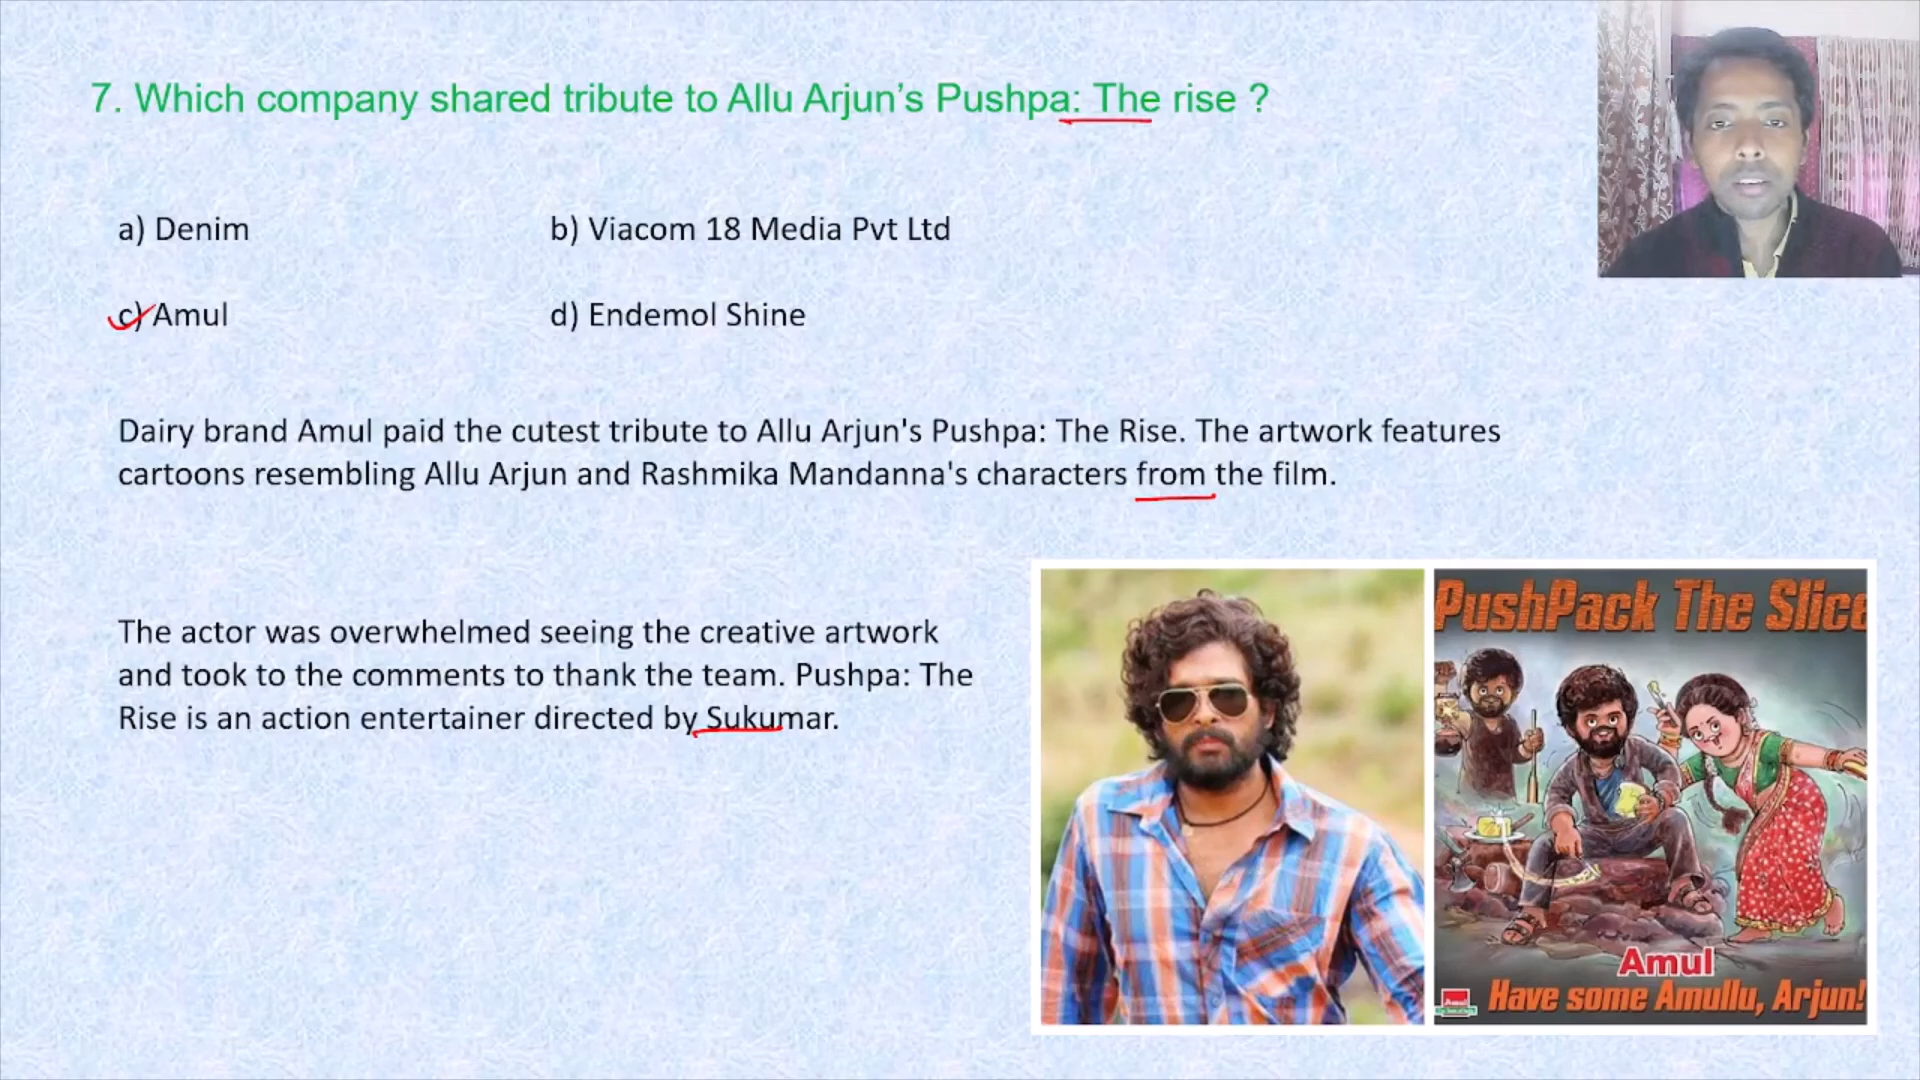 7. Which company shared tribute to Allu Arjun’s Pushpa: The rise ?
a) Denim
b) Viacom 18 Media Pvt Ltd
c) Amul
d) Endemol Shine
Dairy brand Amul paid the cutest tribute to Allu Arjun's Pushpa: The Rise. The artwork features
cartoons resembling Allu Arjun and Rashmika Mandanna's characters from the film.
The actor was overwhelmed seeing the creative artwork
and took to the comments to thank the team. Pushpa: The
Rise is an action entertainer directed by Sukumar.
PushPack The Slice
Amul
Amul
Have some Amullu, Arjun!